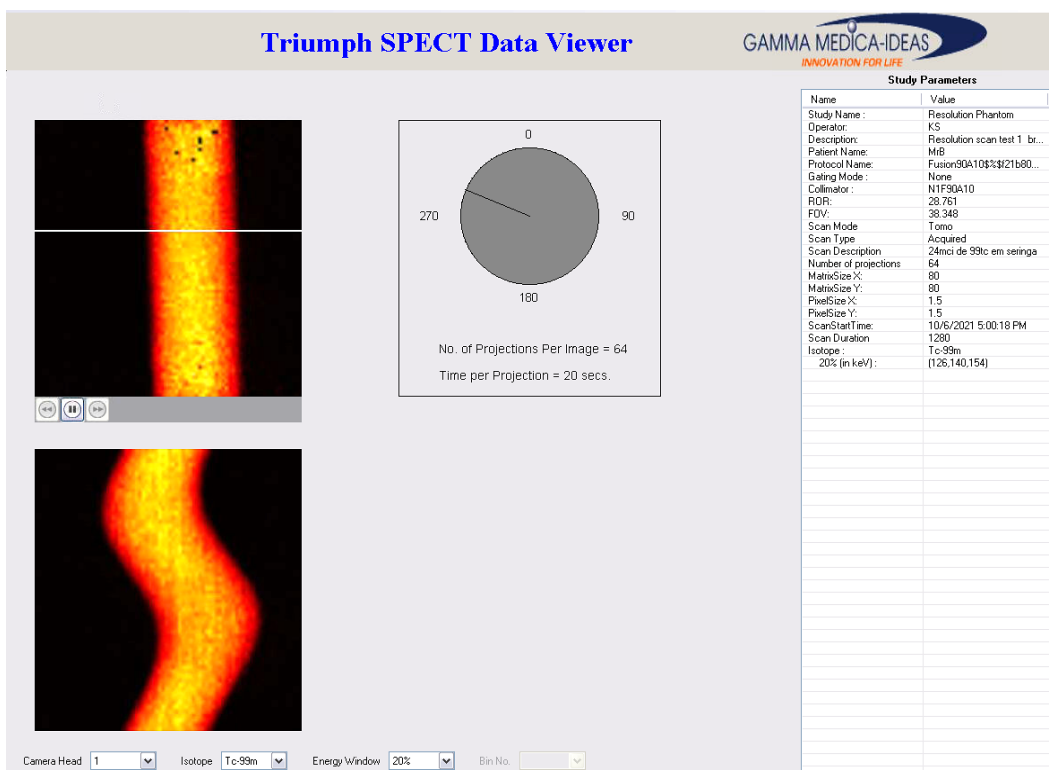 Triumph SPECT Data Viewer
GAMMA MEDICA-IDEAS
INNOVATION FOR LIFE
Study Parameters
Name Value
Study Name : Resolution Phantom
Operator: KS
Description: Resolution scan test 1 br...
Patient Name: MrB
Protocol Name: Fusion90A10$%$f21b80...
Gating Mode : None
Collimator : N1F90A10
ROR: 28.761
FOV: 38.348
Scan Mode Tomo
Scan Type Acquired
Scan Description 24mci de 99tc em seringa
Number of projections 64
MatrixSize X: 80
MatrixSize Y: 80
PixelSize X: 1.5
PixelSize Y: 1.5
ScanStartTime: 10/6/2021 5:00:18 PM
Scan Duration 1280
Isotope : Tc-99m
20% (in keV) : (126,140,154)
0
270 90
180
No. of Projections Per Image = 64
Time per Projection = 20 secs.
Camera Head 1 Isotope Tc-99m Energy Window 20% Bin No.